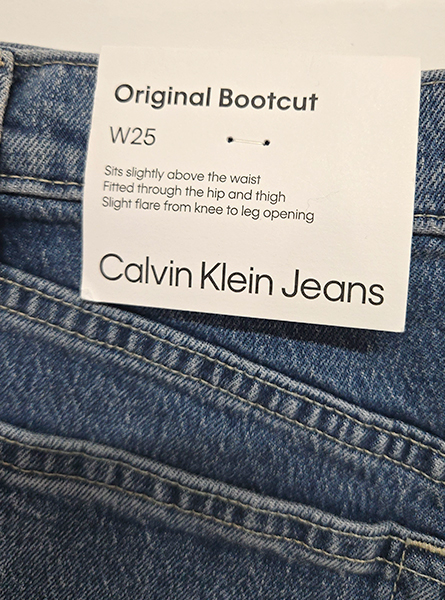 Original Bootcut
W25
Sits slightly above the waist
Fitted through the hip and thigh
Slight flare from knee to leg opening
Calvin Klein Jeans